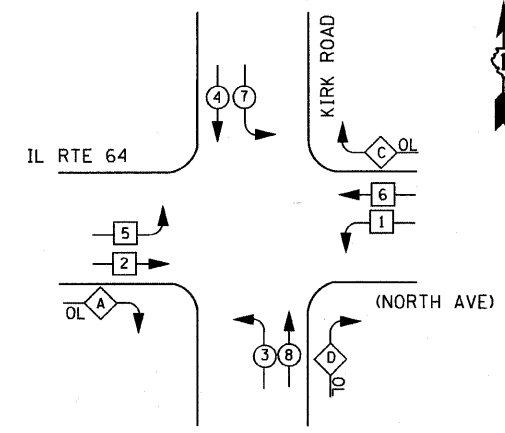 KIRK ROAD
4
7
IL RTE 64
C
OL
6
1
5
2
A
OL
(NORTH AVE)
3
8
D
OL